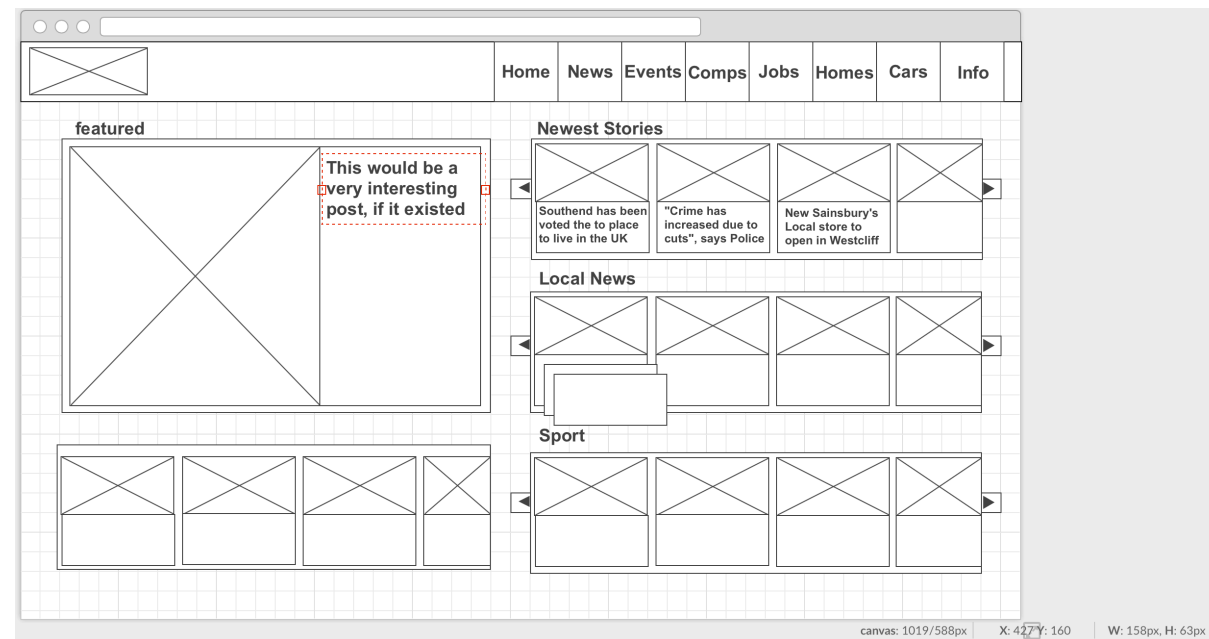 Home News Events Comps Jobs Homes Cars Info
featured
This would be a
very interesting
post, if it existed
Newest Stories
Southend has been
voted the to place
to live in the UK
"Crime has
increased due to
cuts", says Police
New Sainsbury's
Local store to
open in Westcliff
Local News
Sport
canvas: 1019/588px X: 427 Y: 160 W: 158px, H: 63px